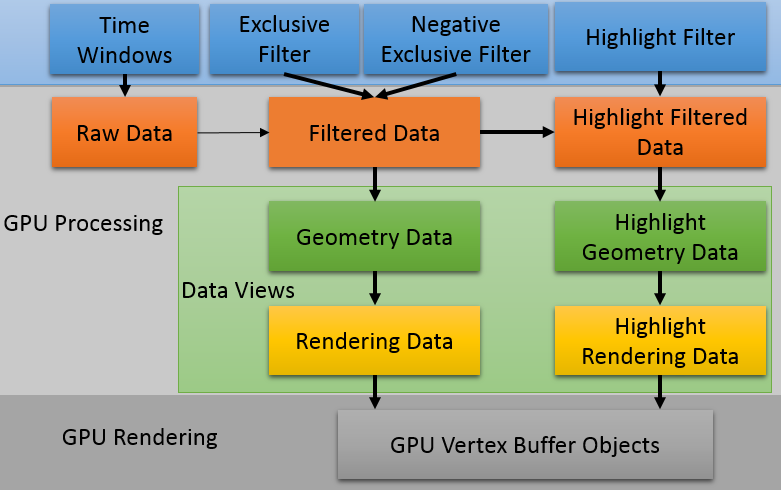 Time
Windows
Exclusive
Filter
Negative
Exclusive Filter
Highlight Filter
Raw Data
Filtered Data
Highlight Filtered
Data
GPU Processing
Geometry Data
Highlight
Geometry Data
Data Views
Rendering Data
Highlight
Rendering Data
GPU Rendering
GPU Vertex Buffer Objects